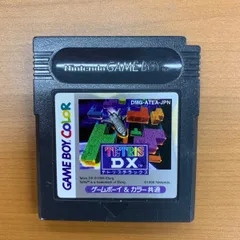 Nintendo GAME BOY
DMG-ATEA-JPN
GAME BOY COLOR
TETRIS
DX
テトリスデラックス
ゲームボーイ&カラー共通